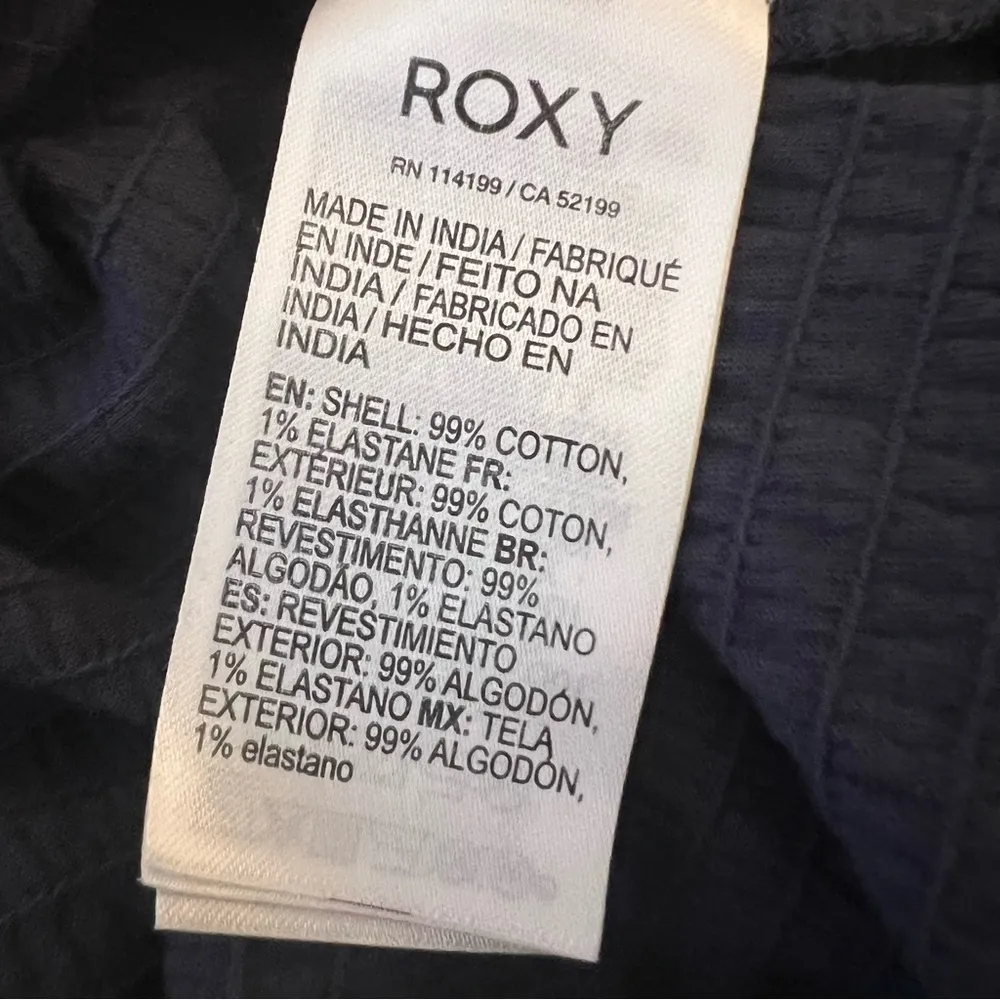 ROXY
RN 114199 / CA 52199
MADE IN INDIA / FABRIQUÉ
EN INDE / FEITO NA
ÍNDIA / FABRICADO EN
INDIA / HECHO EN
INDIA
EN: SHELL: 99% COTTON,
1% ELASTANE FR:
EXTÉRIEUR: 99% COTON,
1% ELASTHANNE BR:
REVESTIMENTO: 99%
ALGODÃO, 1% ELASTANO
ES: REVESTIMIENTO
EXTERIOR: 99% ALGODÓN,
1% ELASTANO MX: TELA
EXTERIOR: 99% ALGODÓN,
1% elastano